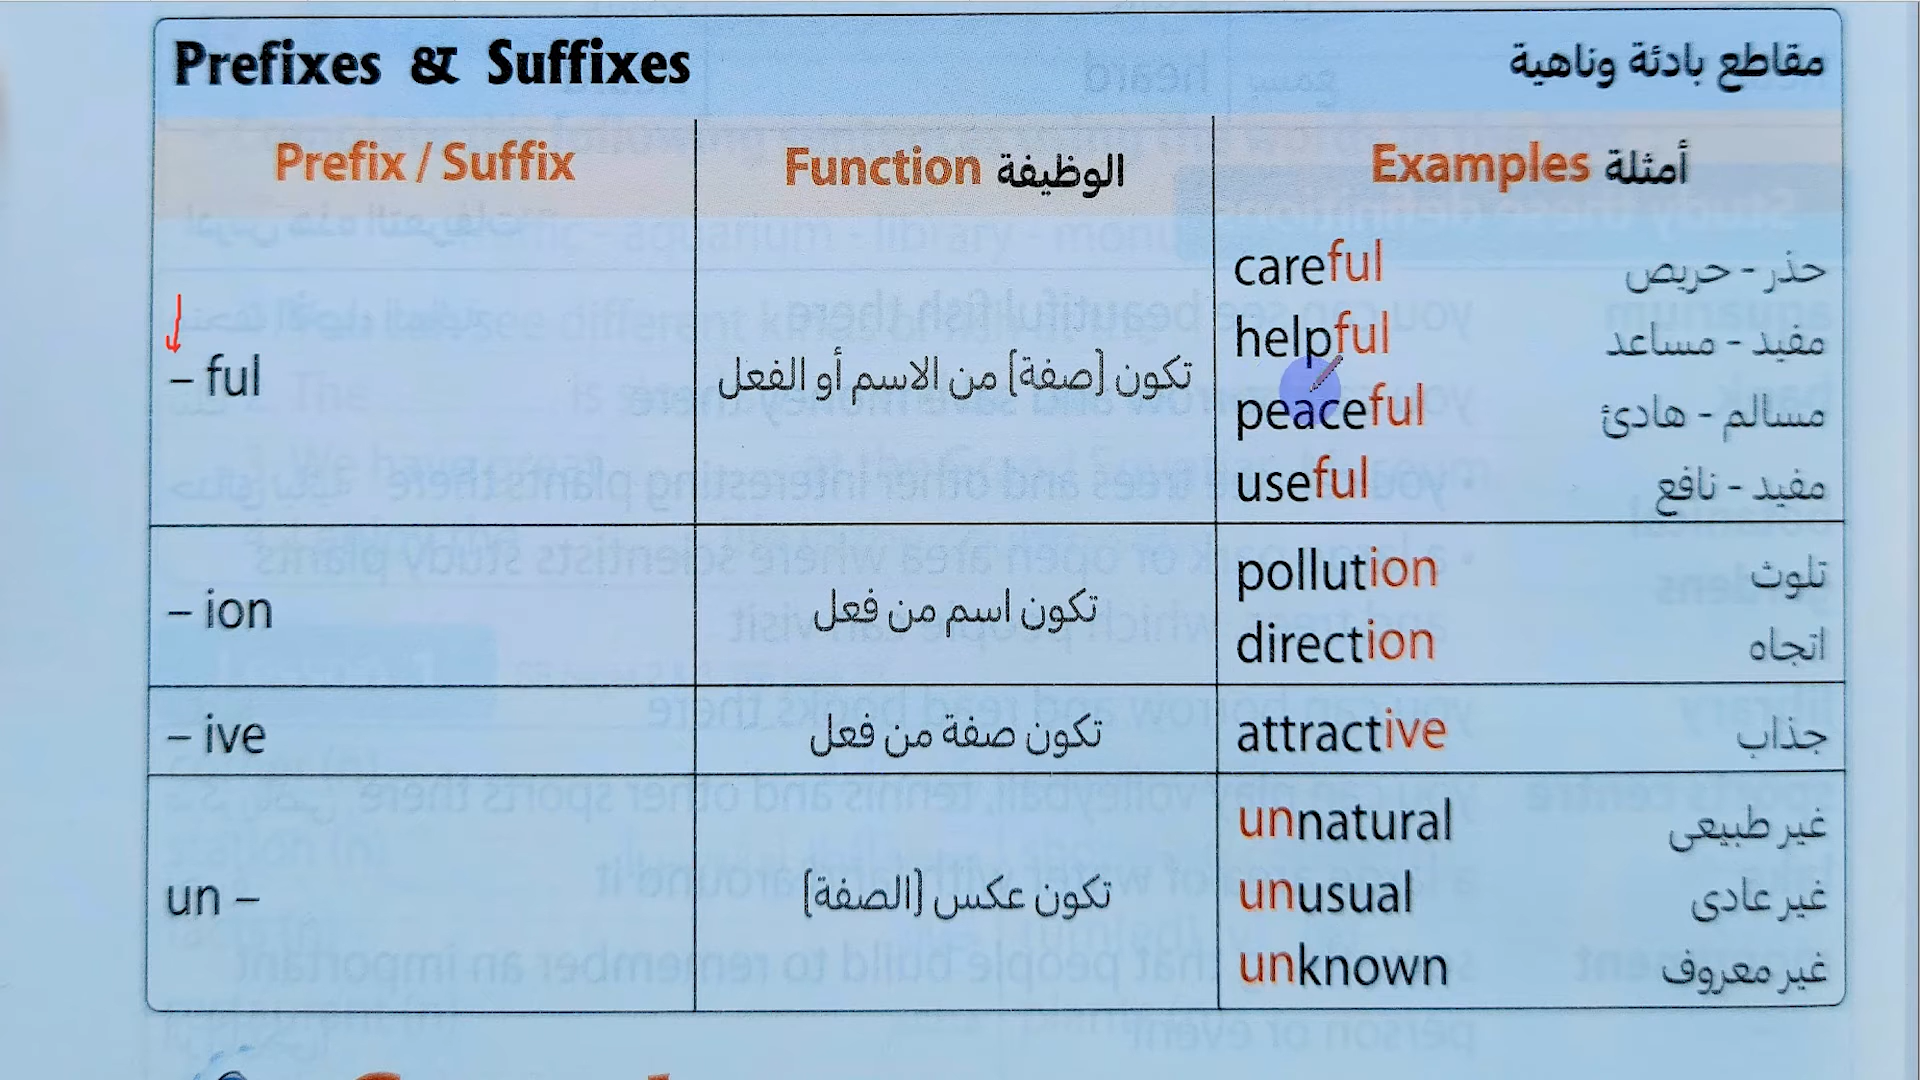 Prefixes & Suffixes مقاطع بادئة وناهية
Prefix / Suffix
Function الوظيفة
Examples أمثلة
– ful
تكون (صفة) من الاسم أو الفعل
careful حذر - حريص
helpful مفيد - مساعد
peaceful مسالم - هادئ
useful مفيد - نافع
– ion
تكون اسم من فعل
pollution تلوث
direction اتجاه
– ive
تكون صفة من فعل
attractive جذاب
un –
تكون عكس (الصفة)
unnatural غير طبيعى
unusual غير عادى
unknown غير معروف